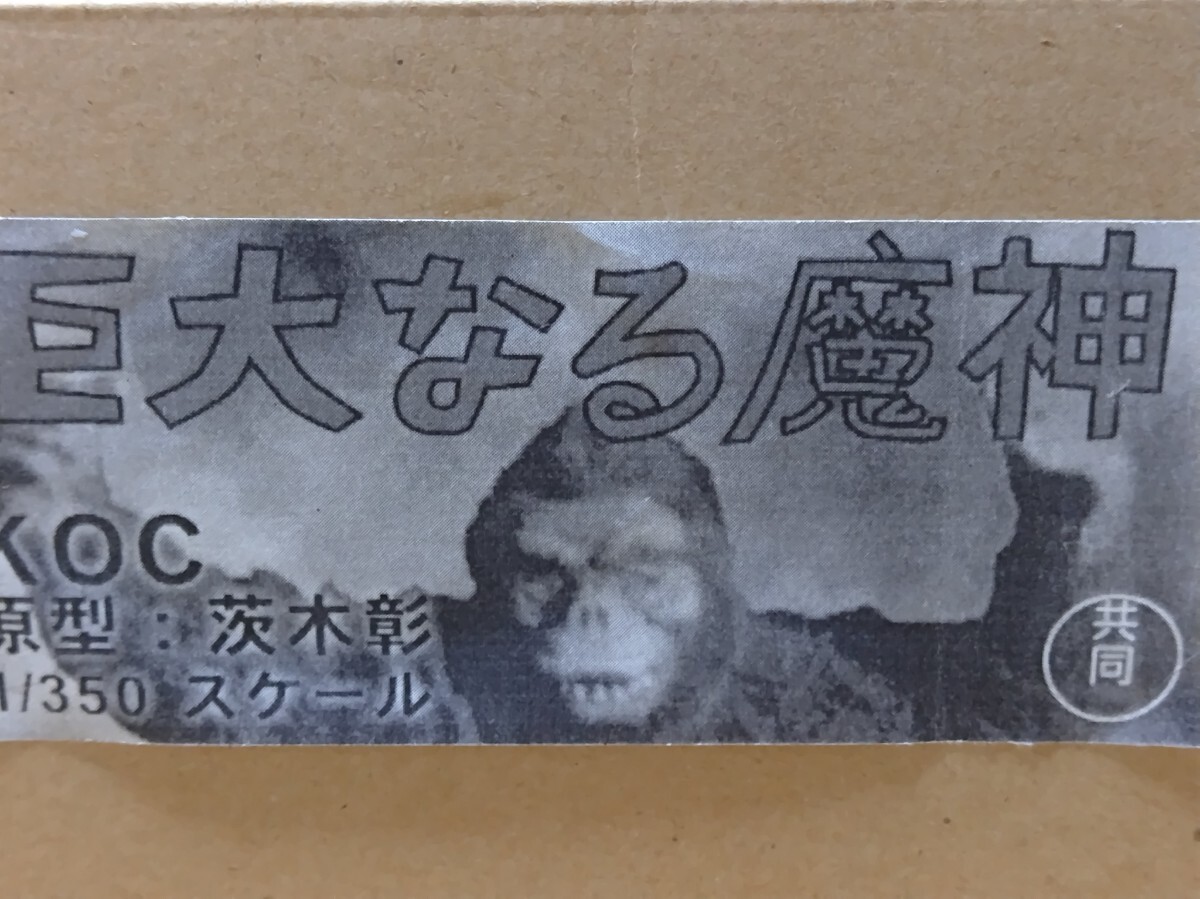 巨大なる魔神
KOC
原型：茨木彰
1/350 スケール
共同